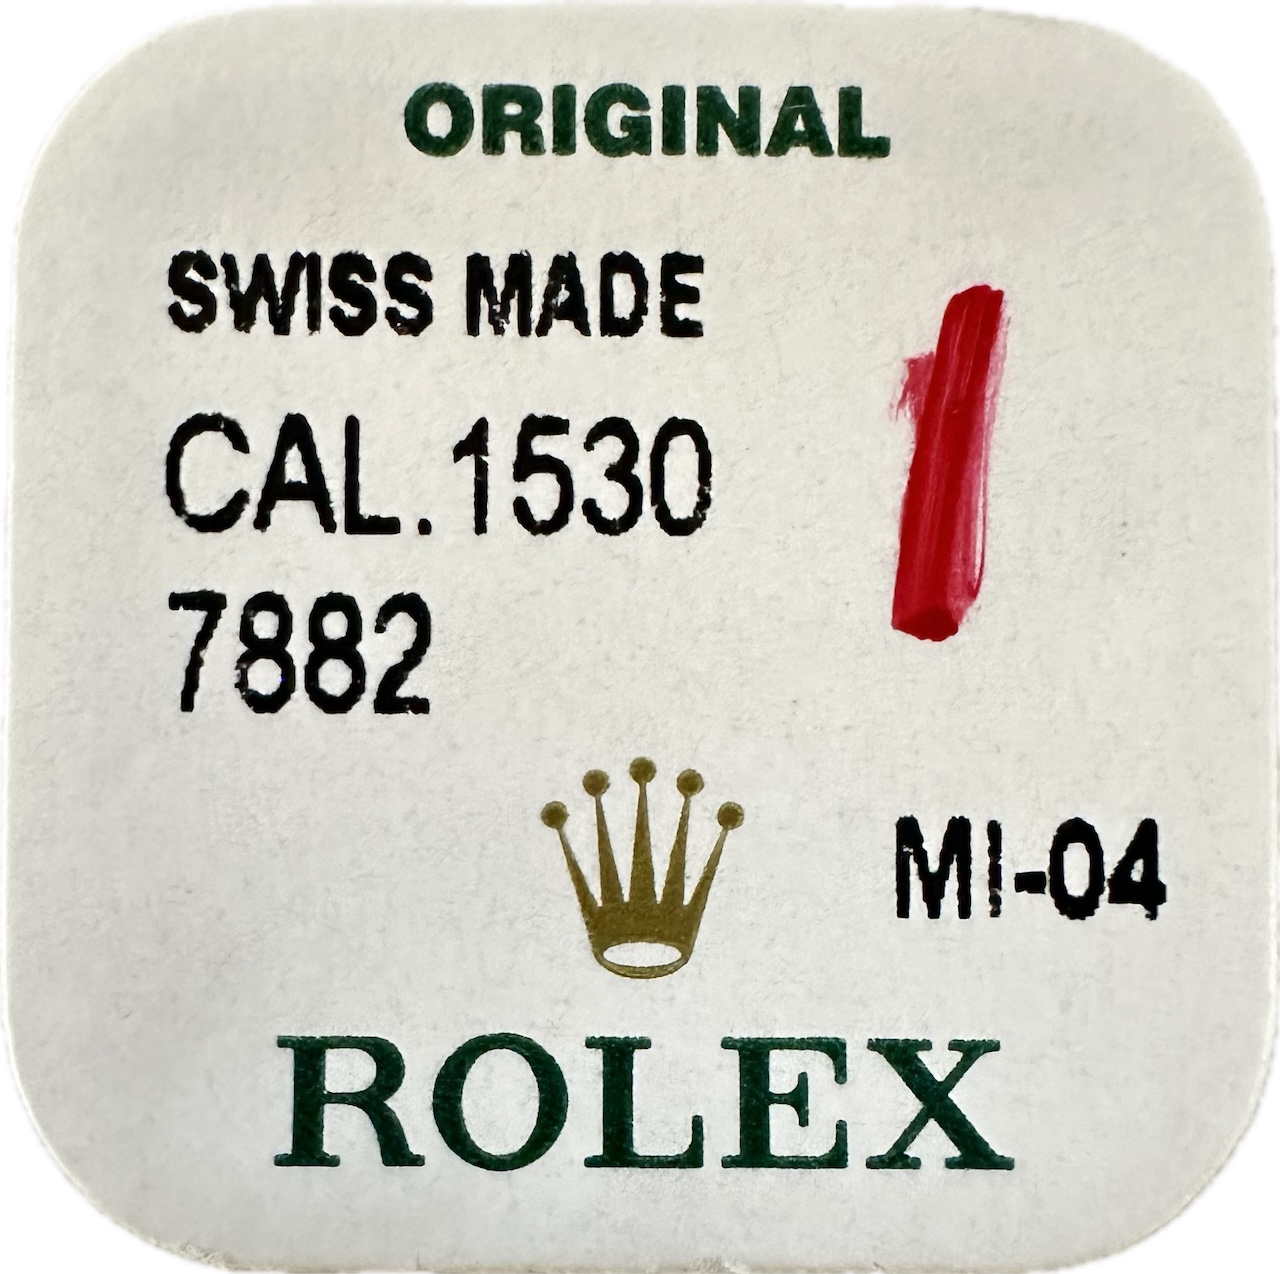 ORIGINAL
SWISS MADE
CAL. 1530
1
7882
MI-04
ROLEX